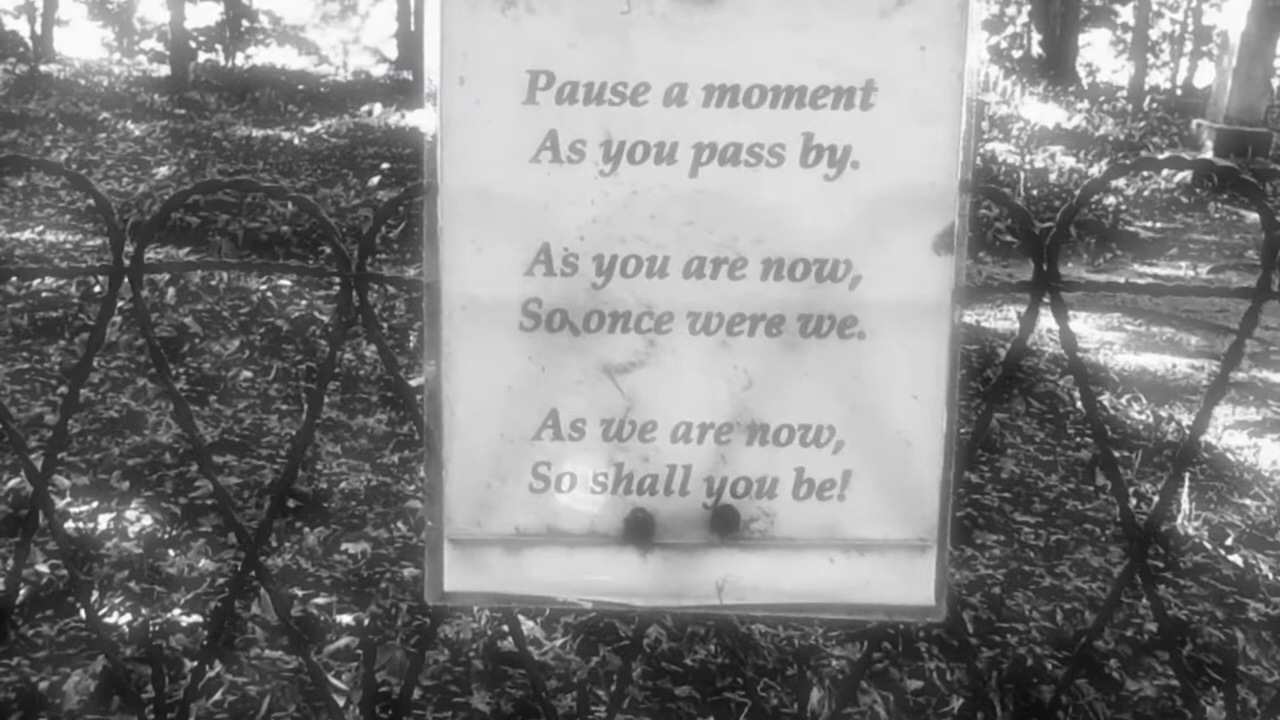 Pause a moment
As you pass by.
As you are now,
So once were we.
As we are now,
So shall you be!